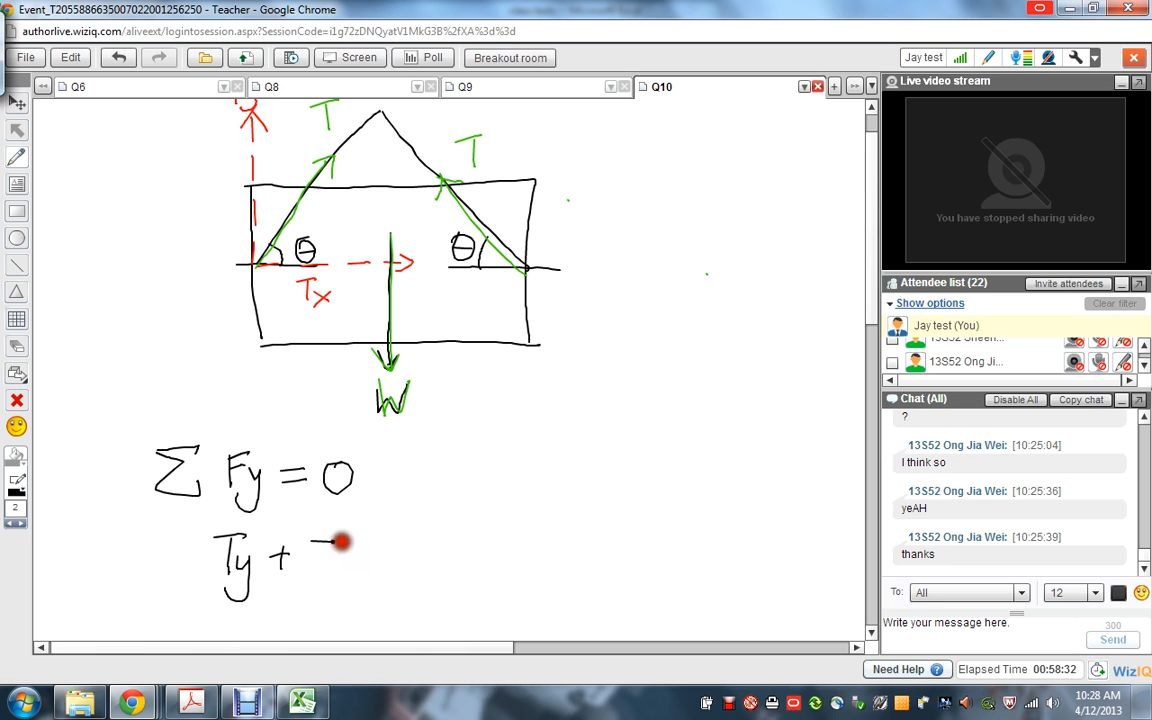 Event_T2055886635007022001256250 - Teacher - Google Chrome
authorlive.wiziq.com/aliveext/logintosession.aspx?SessionCode=i1g72zDNQyatV1MkG3B%2fXA%3d%3d
File Edit Screen Poll Breakout room Jay test
Q6 Q8 Q9 Q10
T
T
θ θ
Tx
W
Σ Fy = 0
Ty +
Live video stream
You have stopped sharing video
Attendee list (22) Invite attendees
Show options Clear filter
Jay test (You)
13S52 Ong Ji...
Chat (All) Disable All Copy chat
?
13S52 Ong Jia Wei: [10:25:04]
I think so
13S52 Ong Jia Wei: [10:25:36]
yeAH
13S52 Ong Jia Wei: [10:25:39]
thanks
To: All 12
Write your message here.
300
Send
2
Need Help ? Elapsed Time 00:58:32 WizIQ
10:28 AM
4/12/2013